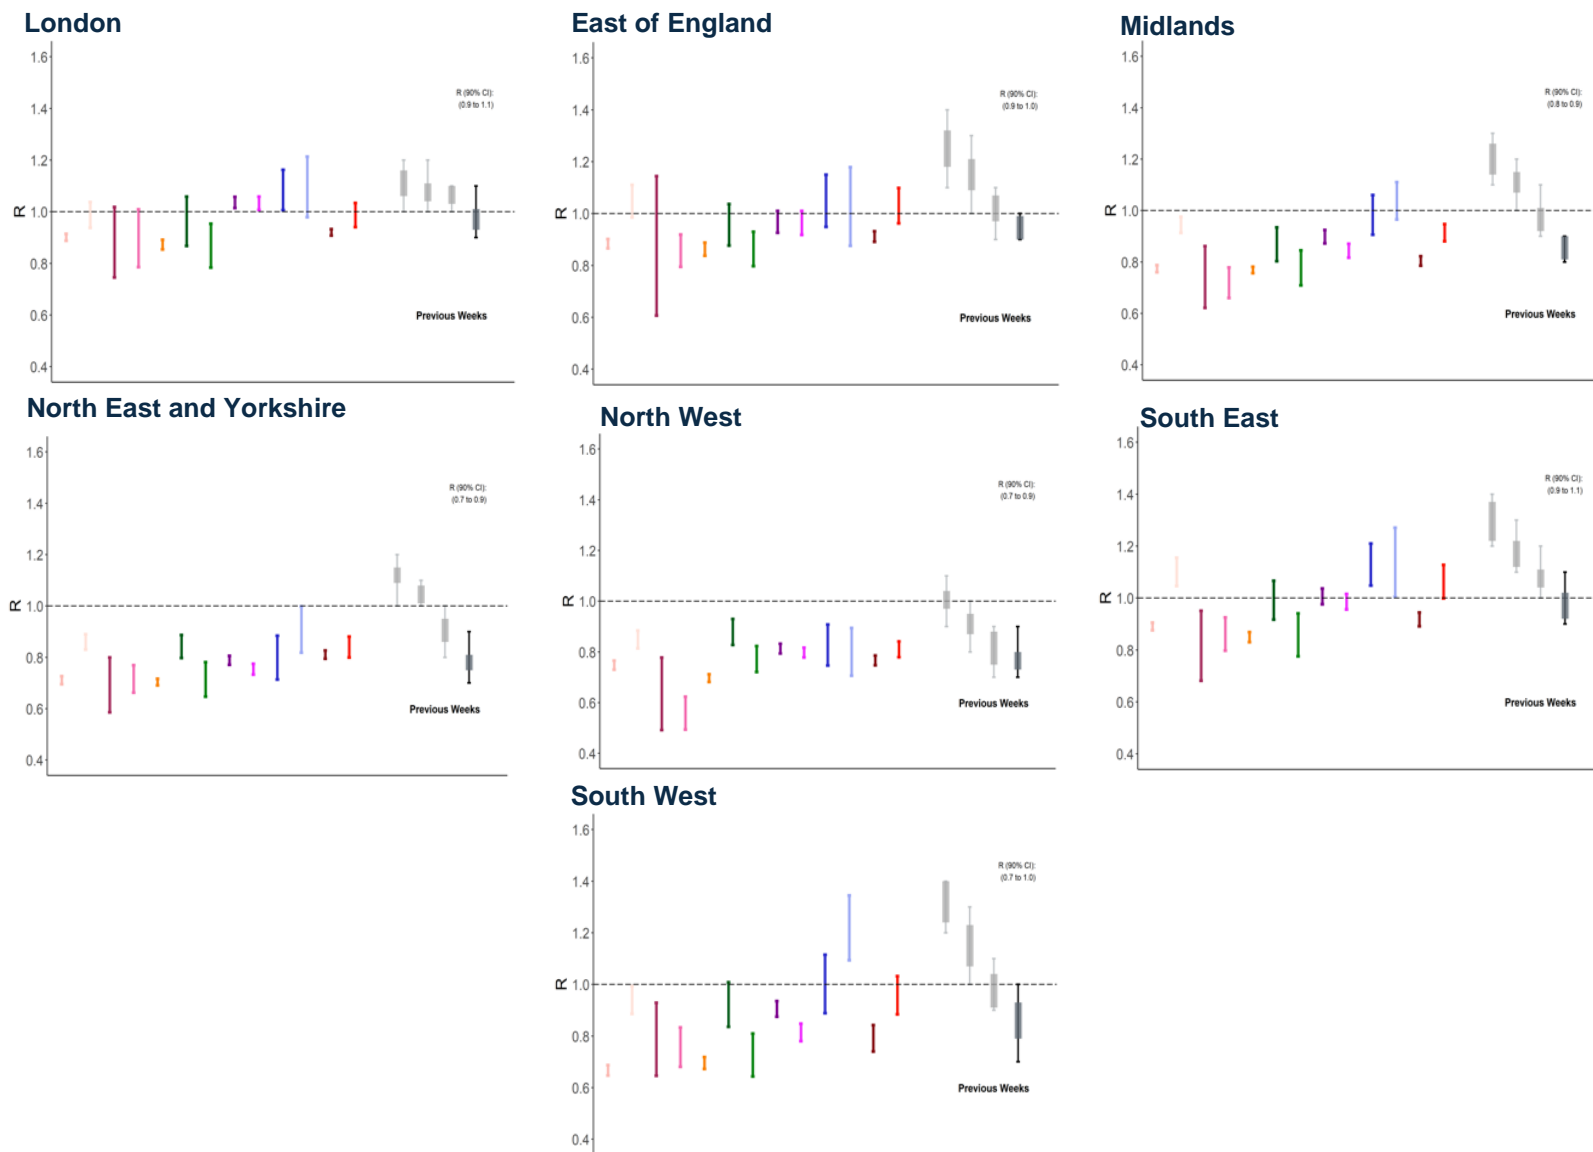 London
1.6
1.4
1.2
1.0
0.8
0.6
0.4
R
R (90% CI):
(0.9 to 1.1)
Previous Weeks
East of England
1.6
1.4
1.2
1.0
0.8
0.6
0.4
R
R (90% CI):
(0.9 to 1.0)
Previous Weeks
Midlands
1.6
1.4
1.2
1.0
0.8
0.6
0.4
R
R (90% CI):
(0.8 to 0.9)
Previous Weeks
North East and Yorkshire
1.6
1.4
1.2
1.0
0.8
0.6
0.4
R
R (90% CI):
(0.7 to 0.9)
Previous Weeks
North West
1.6
1.4
1.2
1.0
0.8
0.6
0.4
R
R (90% CI):
(0.7 to 0.9)
Previous Weeks
South East
1.6
1.4
1.2
1.0
0.8
0.6
0.4
R
R (90% CI):
(0.9 to 1.1)
Previous Weeks
South West
1.6
1.4
1.2
1.0
0.8
0.6
0.4
R
R (90% CI):
(0.7 to 1.0)
Previous Weeks